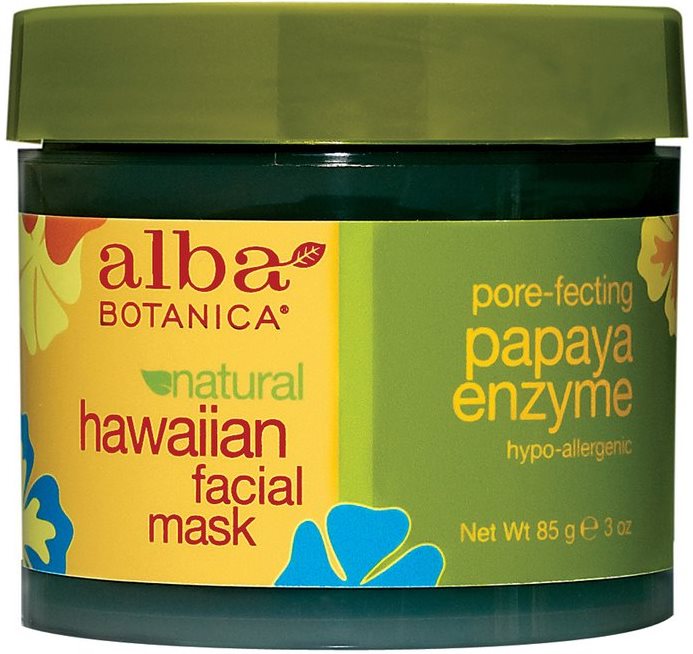 alba
BOTANICA®
natural
hawaiian
facial
mask
pore-fecting
papaya
enzyme
hypo-allergenic
Net Wt 85 g ℮ 3 oz